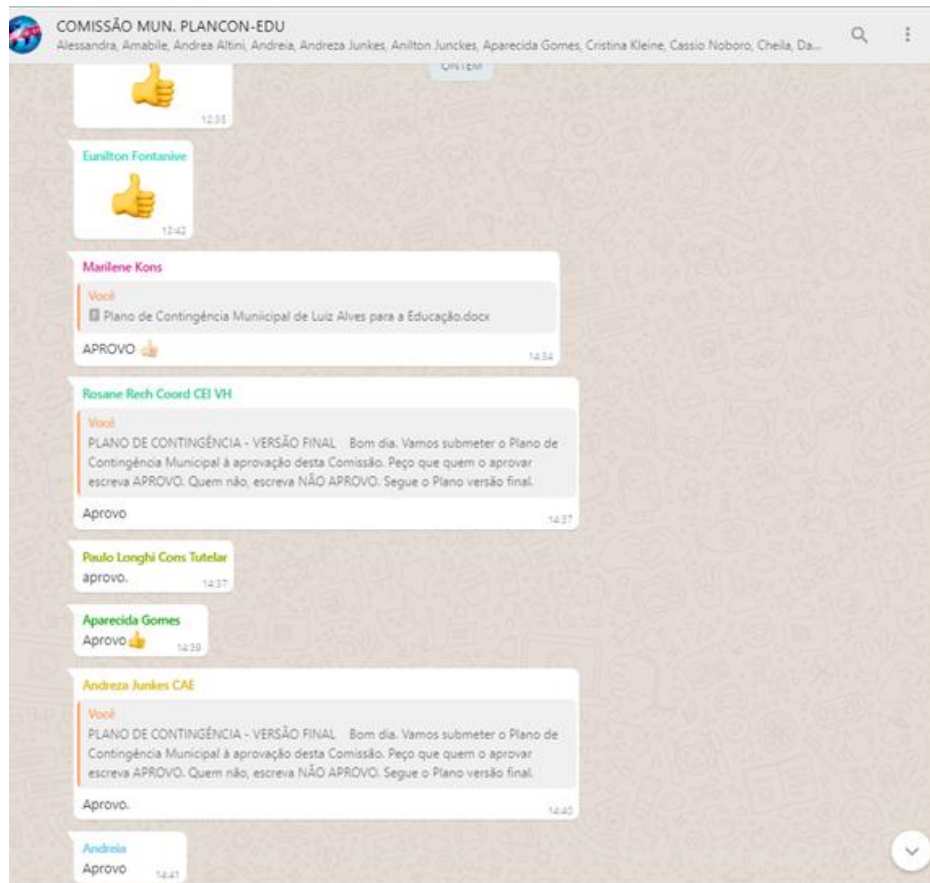 COMISSÃO MUN. PLANCON-EDU
Alessandra, Amabile, Andrea Altini, Andreia, Andreza Junkes, Anilton Junckes, Aparecida Gomes, Cristina Kleine, Cassio Noboro, Cheila, Da...
ONTEM
12:35
Eunilton Fontanive
13:42
Marilene Kons
Você
Plano de Contingência Muniicipal de Luiz Alves para a Educação.docx
APROVO
14:34
Rosane Rech Coord CEI VH
Você
PLANO DE CONTINGÊNCIA - VERSÃO FINAL Bom dia. Vamos submeter o Plano de
Contingência Municipal à aprovação desta Comissão. Peço que quem o aprovar
escreva APROVO. Quem não, escreva NÃO APROVO. Segue o Plano versão final.
Aprovo
14:37
Paulo Longhi Cons Tutelar
aprovo.
14:37
Aparecida Gomes
Aprovo
14:39
Andreza Junkes CAE
Você
PLANO DE CONTINGÊNCIA - VERSÃO FINAL Bom dia. Vamos submeter o Plano de
Contingência Municipal à aprovação desta Comissão. Peço que quem o aprovar
escreva APROVO. Quem não, escreva NÃO APROVO. Segue o Plano versão final.
Aprovo.
14:40
Andreia
Aprovo
14:41